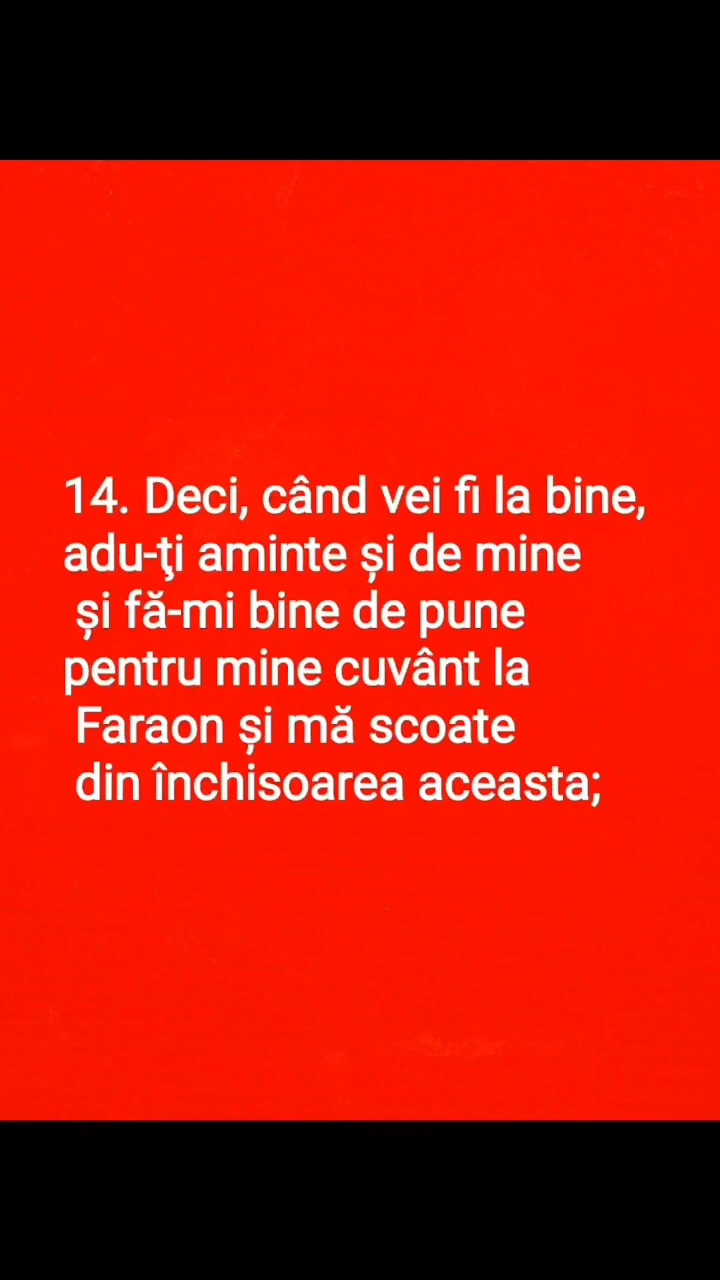 14. Deci, când vei fi la bine,
adu-ţi aminte și de mine
și fă-mi bine de pune
pentru mine cuvânt la
Faraon și mă scoate
din închisoarea aceasta;